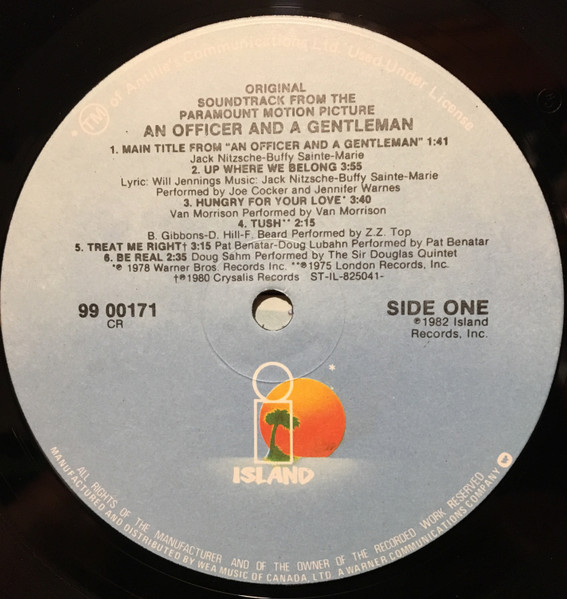 TM of Antilles Communications Ltd. Used Under License
ORIGINAL
SOUNDTRACK FROM THE
PARAMOUNT MOTION PICTURE
AN OFFICER AND A GENTLEMAN
1. MAIN TITLE FROM "AN OFFICER AND A GENTLEMAN" 1:41
Jack Nitzsche-Buffy Sainte-Marie
2. UP WHERE WE BELONG 3:55
Lyric: Will Jennings Music: Jack Nitzsche-Buffy Sainte-Marie
Performed by Joe Cocker and Jennifer Warnes
3. HUNGRY FOR YOUR LOVE* 3:40
Van Morrison Performed by Van Morrison
4. TUSH** 2:15
B. Gibbons-D. Hill-F. Beard Performed by Z.Z. Top
5. TREAT ME RIGHT† 3:15 Pat Benatar-Doug Lubahn Performed by Pat Benatar
6. BE REAL 2:35 Doug Sahm Performed by The Sir Douglas Quintet
*℗ 1978 Warner Bros. Records Inc. **℗1975 London Records, Inc.
†℗1980 Crysalis Records ST-IL-825041-
99 00171
CR
SIDE ONE
℗1982 Island
Records, Inc.
ISLAND
ALL RIGHTS OF THE MANUFACTURER AND OF THE OWNER OF THE RECORDED WORK RESERVED
MANUFACTURED AND DISTRIBUTED BY WEA MUSIC OF CANADA, LTD. A WARNER COMMUNICATIONS COMPANY